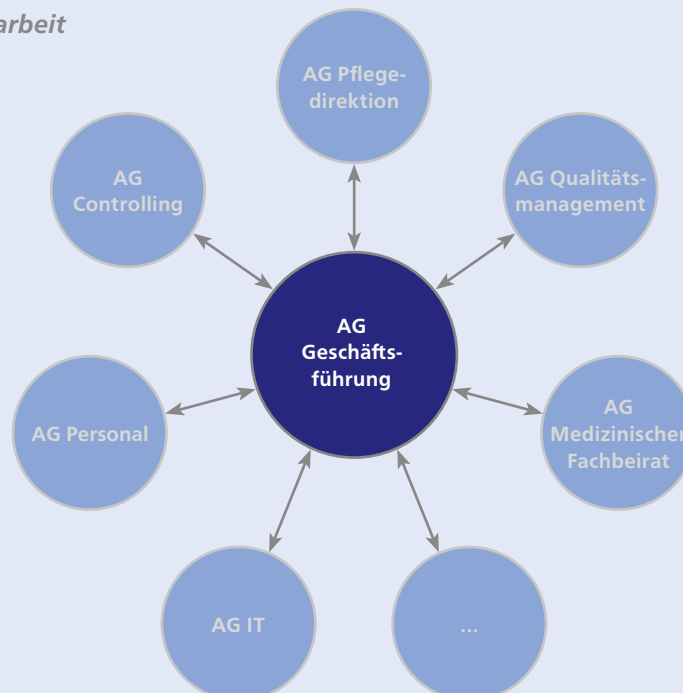 arbeit
AG Pflege-
direktion
AG
Controlling
AG Qualitäts-
management
AG
Geschäfts-
führung
AG Personal
AG
Medizinischer
Fachbeirat
AG IT
...